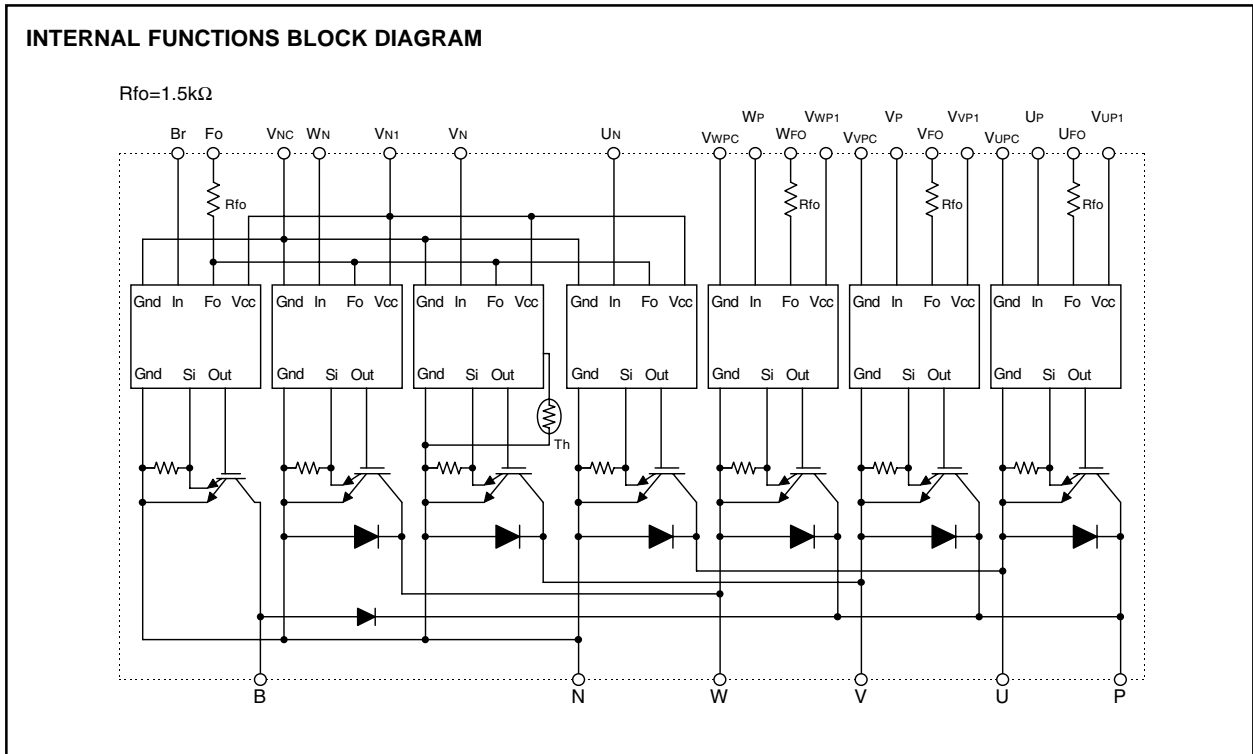 INTERNAL FUNCTIONS BLOCK DIAGRAM
Rfo=1.5kΩ
Br Fo VNC WN VN1 VN UN VWPC WP WFO VWP1 VVPC VP VFO VVP1 VUPC UP UFO VUP1
Rfo Rfo Rfo Rfo
Gnd In Fo Vcc Gnd In Fo Vcc Gnd In Fo Vcc Gnd In Fo Vcc Gnd In Fo Vcc Gnd In Fo Vcc Gnd In Fo Vcc
Gnd Si Out Gnd Si Out Gnd Si Out Gnd Si Out Gnd Si Out Gnd Si Out Gnd Si Out
Th
B N W V U P